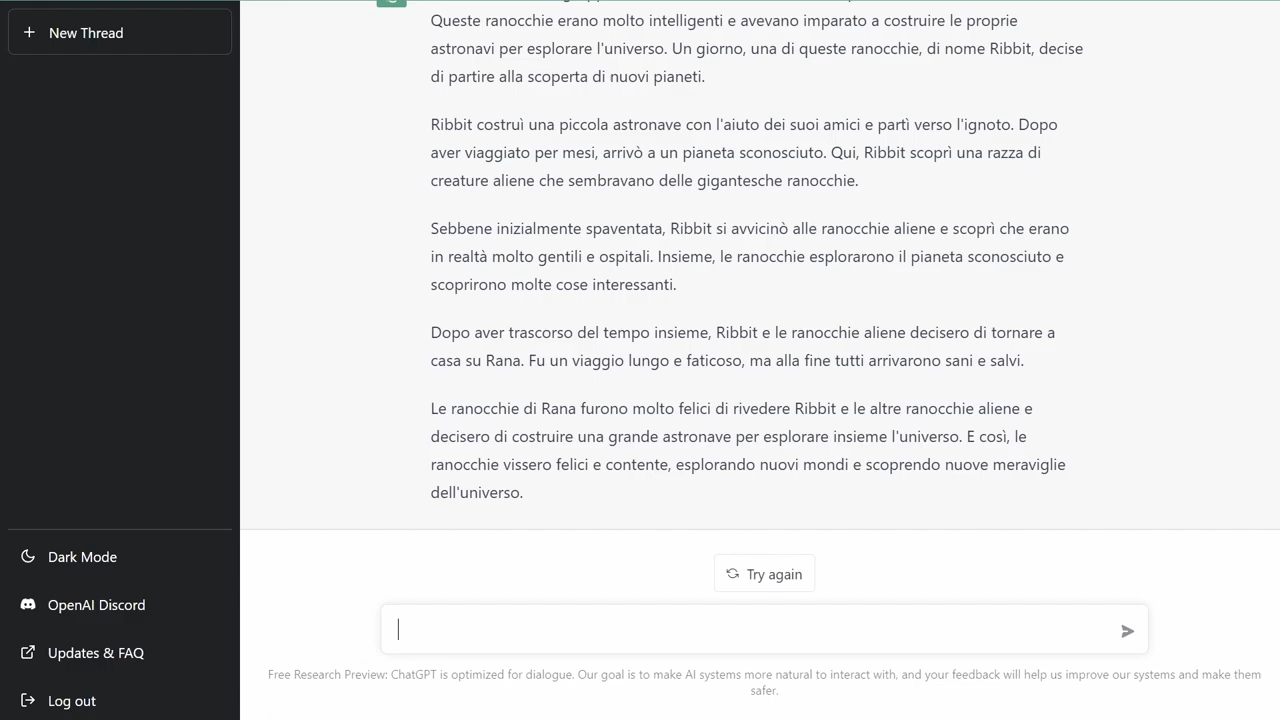 New Thread
Queste ranocchie erano molto intelligenti e avevano imparato a costruire le proprie
astronavi per esplorare l'universo. Un giorno, una di queste ranocchie, di nome Ribbit, decise
di partire alla scoperta di nuovi pianeti.
Ribbit costruì una piccola astronave con l'aiuto dei suoi amici e partì verso l'ignoto. Dopo
aver viaggiato per mesi, arrivò a un pianeta sconosciuto. Qui, Ribbit scoprì una razza di
creature aliene che sembravano delle gigantesche ranocchie.
Sebbene inizialmente spaventata, Ribbit si avvicinò alle ranocchie aliene e scoprì che erano
in realtà molto gentili e ospitali. Insieme, le ranocchie esplorarono il pianeta sconosciuto e
scoprirono molte cose interessanti.
Dopo aver trascorso del tempo insieme, Ribbit e le ranocchie aliene decisero di tornare a
casa su Rana. Fu un viaggio lungo e faticoso, ma alla fine tutti arrivarono sani e salvi.
Le ranocchie di Rana furono molto felici di rivedere Ribbit e le altre ranocchie aliene e
decisero di costruire una grande astronave per esplorare insieme l'universo. E così, le
ranocchie vissero felici e contente, esplorando nuovi mondi e scoprendo nuove meraviglie
dell'universo.
Dark Mode
OpenAI Discord
Updates & FAQ
Log out
Try again
Free Research Preview: ChatGPT is optimized for dialogue. Our goal is to make AI systems more natural to interact with, and your feedback will help us improve our systems and make them
safer.